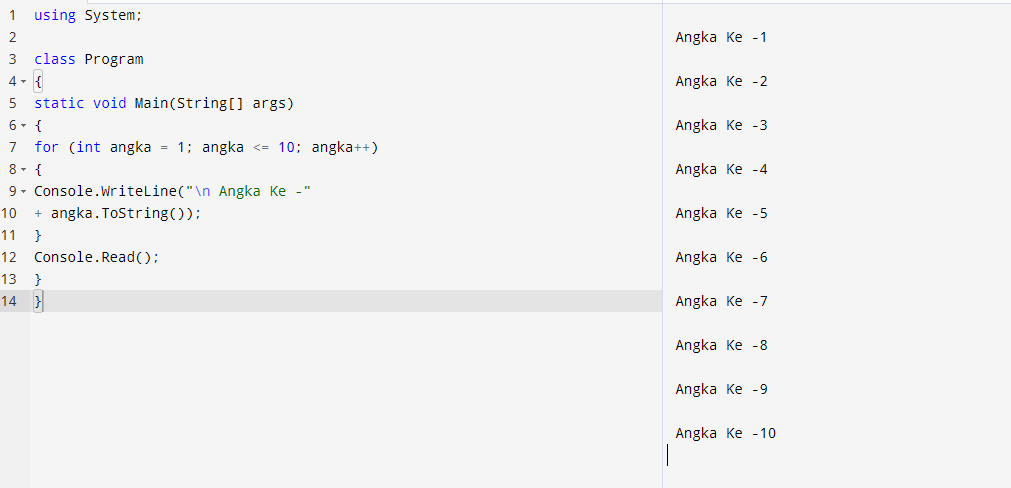 1 using System;
2
3 class Program
4 {
5 static void Main(String[] args)
6 {
7 for (int angka = 1; angka <= 10; angka++)
8 {
9 Console.WriteLine("\n Angka Ke -"
10 + angka.ToString());
11 }
12 Console.Read();
13 }
14 }
Angka Ke -1
Angka Ke -2
Angka Ke -3
Angka Ke -4
Angka Ke -5
Angka Ke -6
Angka Ke -7
Angka Ke -8
Angka Ke -9
Angka Ke -10